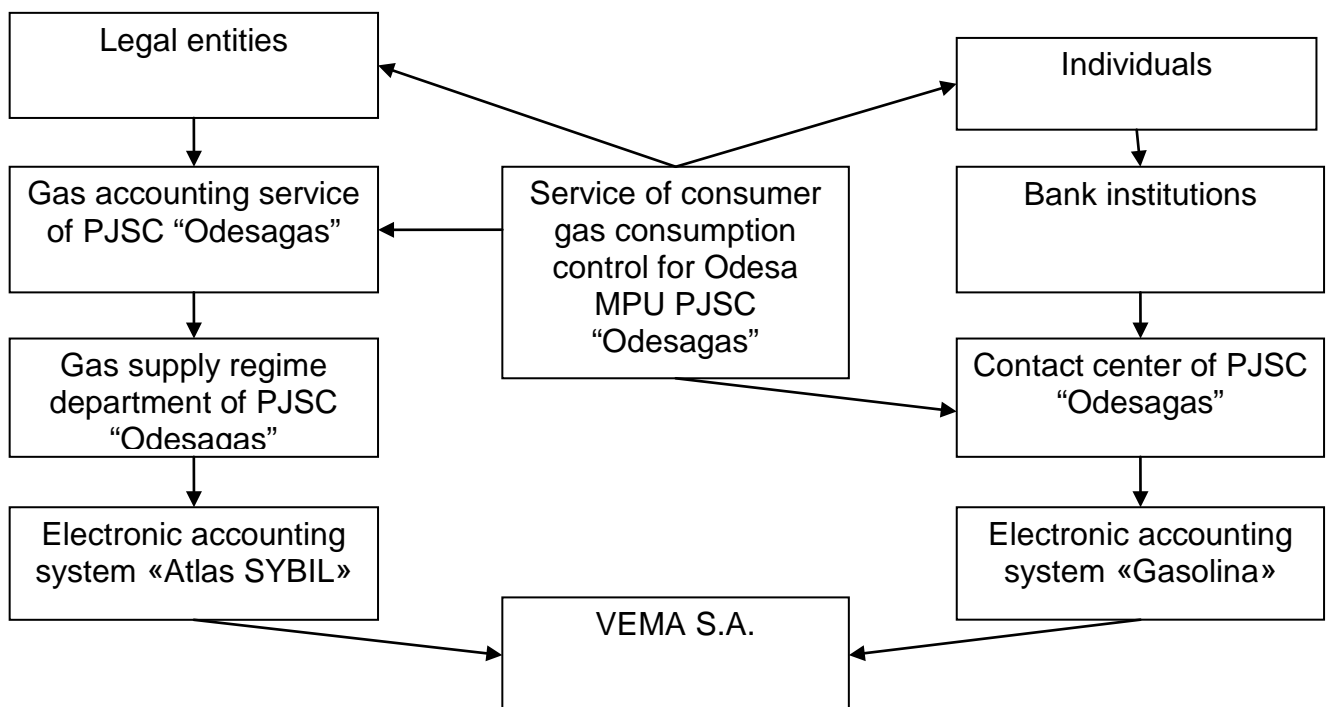 Legal entities
Individuals
Gas accounting service
of PJSC “Odesagas”
Service of consumer
gas consumption
control for Odesa
MPU PJSC
“Odesagas”
Bank institutions
Gas supply regime
department of PJSC
“Odesagas”
Contact center of PJSC
“Odesagas”
Electronic accounting
system «Atlas SYBIL»
Electronic accounting
system «Gasolina»
VEMA S.A.